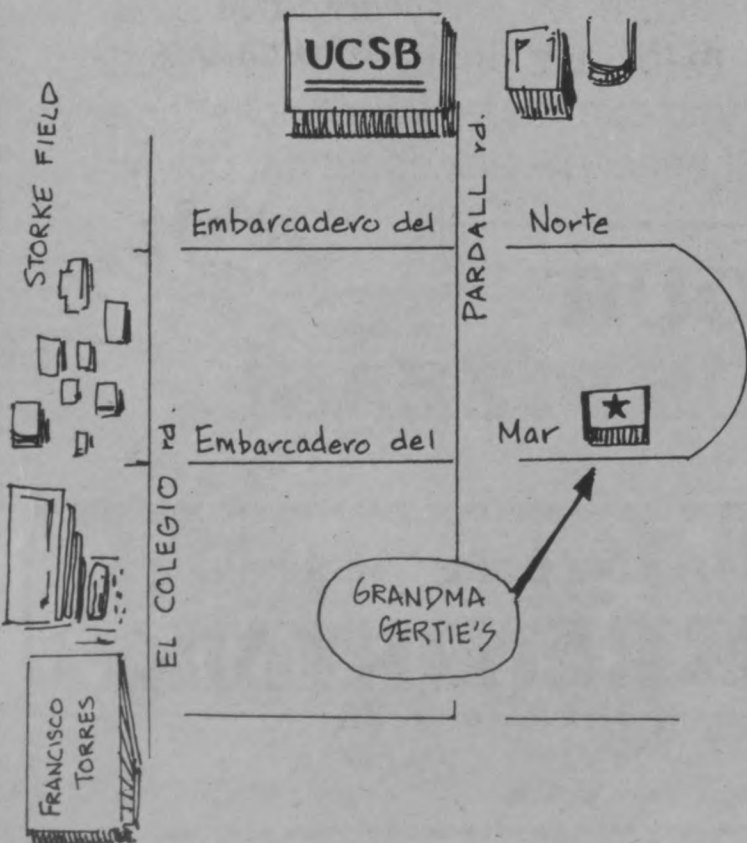 UCSB
STORKE FIELD
PARDALL rd.
Embarcadero del Norte
Embarcadero del Mar
EL COLEGIO rd.
GRANDMA
GERTIE'S
FRANCISCO
TORRES